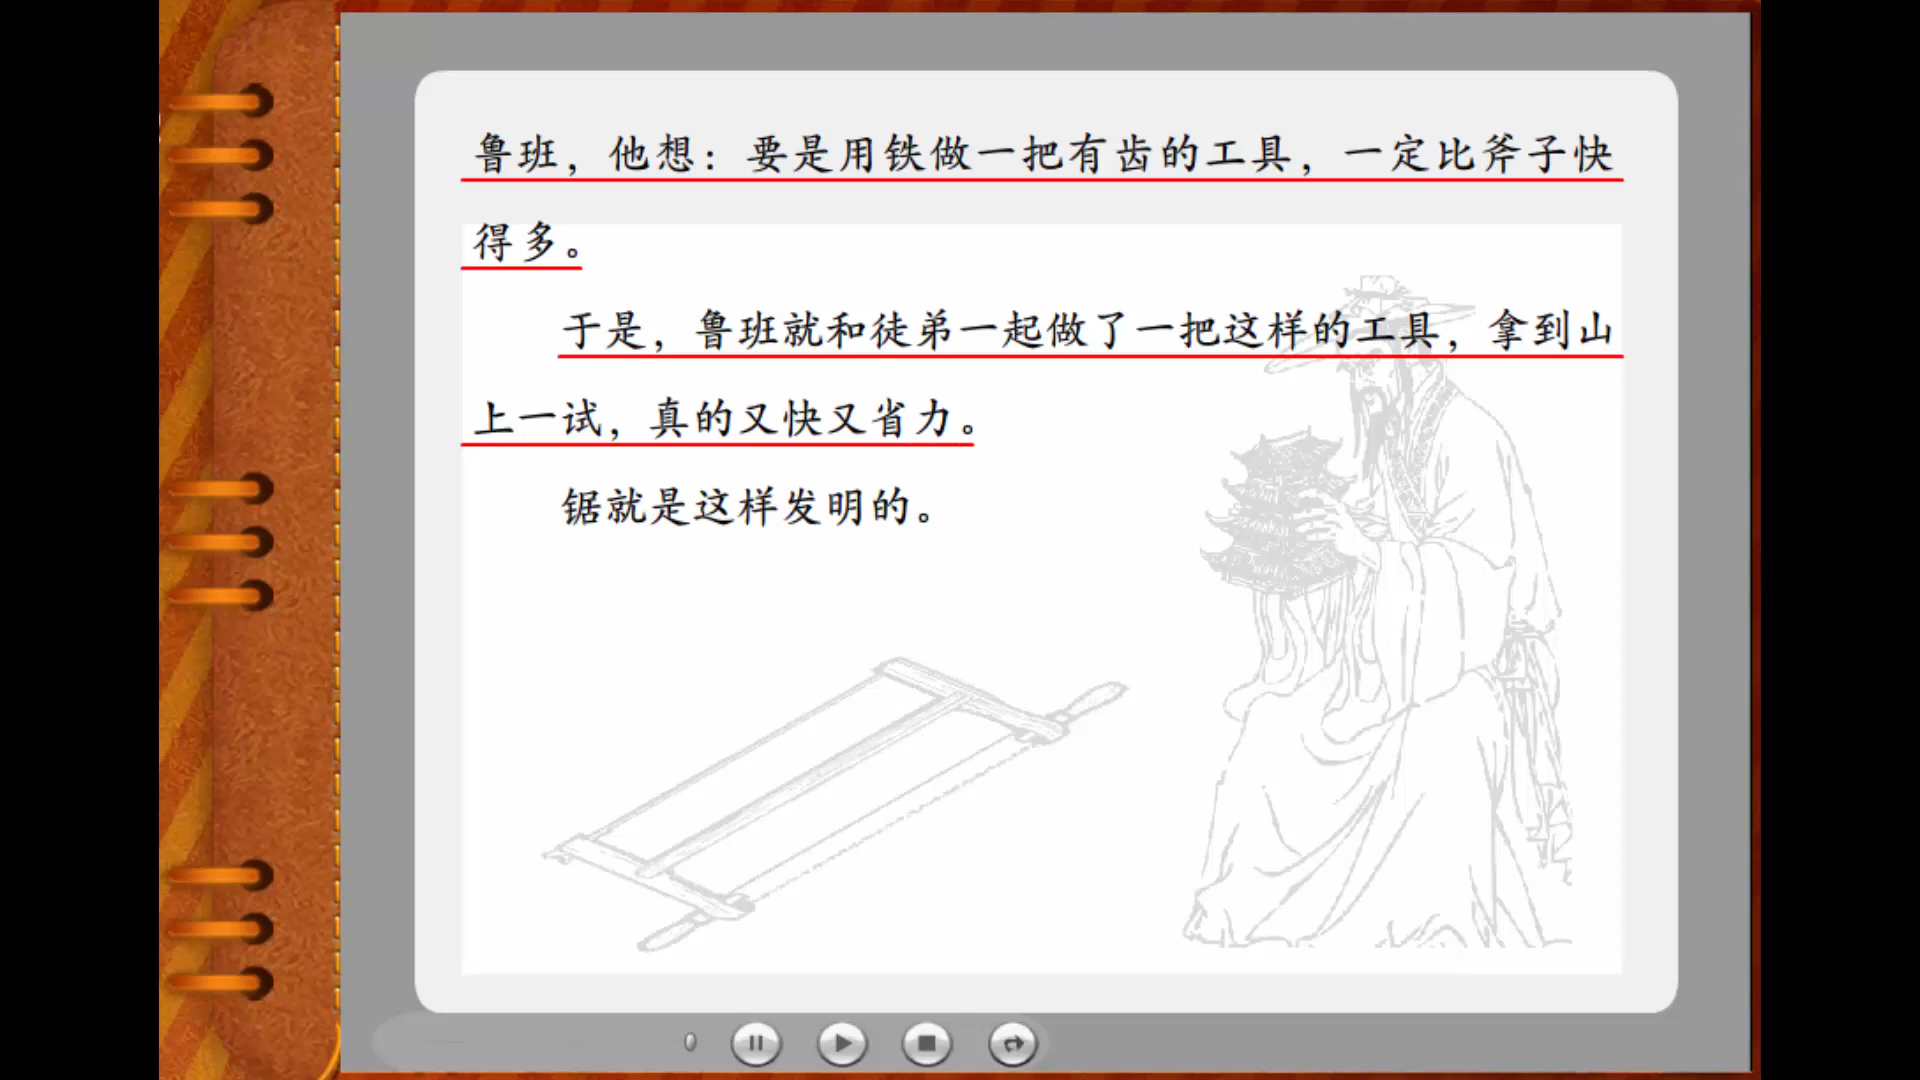 鲁班，他想：要是用铁做一把有齿的工具，一定比斧子快
得多。
于是，鲁班就和徒弟一起做了一把这样的工具，拿到山
上一试，真的又快又省力。
锯就是这样发明的。